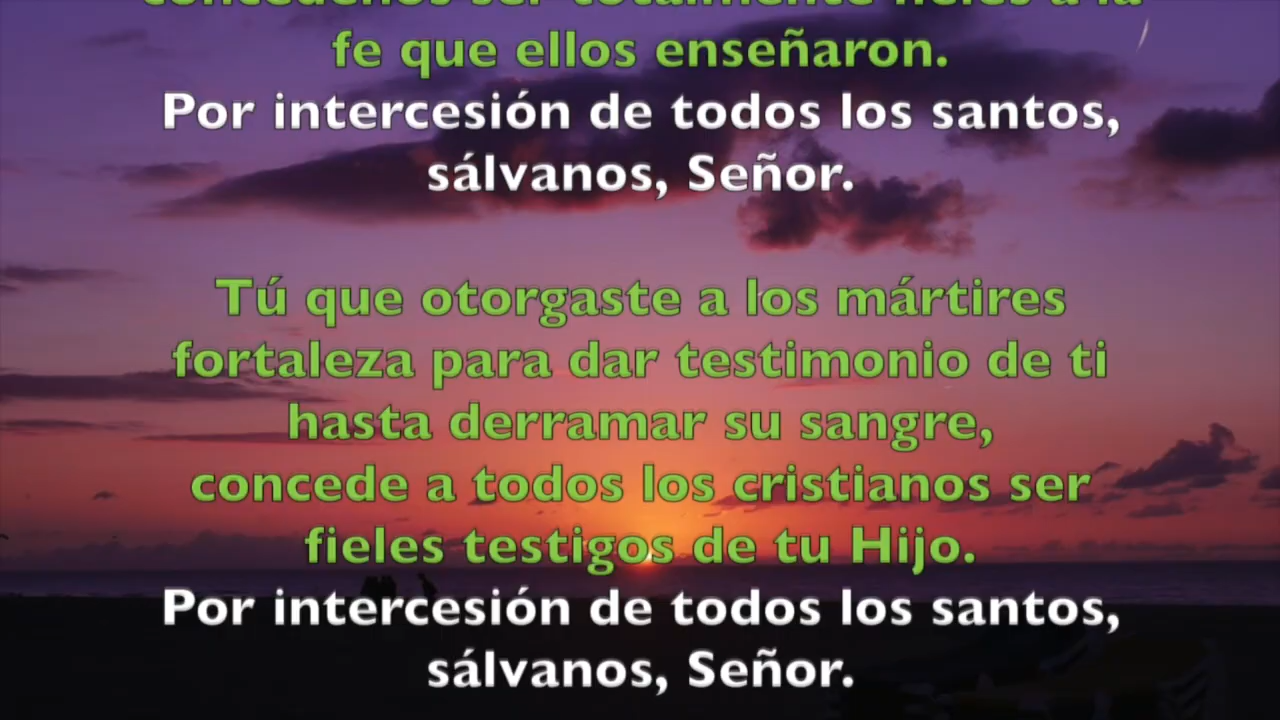 fe que ellos enseñaron.
Por intercesión de todos los santos,
sálvanos, Señor.
Tú que otorgaste a los mártires
fortaleza para dar testimonio de ti
hasta derramar su sangre,
concede a todos los cristianos ser
fieles testigos de tu Hijo.
Por intercesión de todos los santos,
sálvanos, Señor.